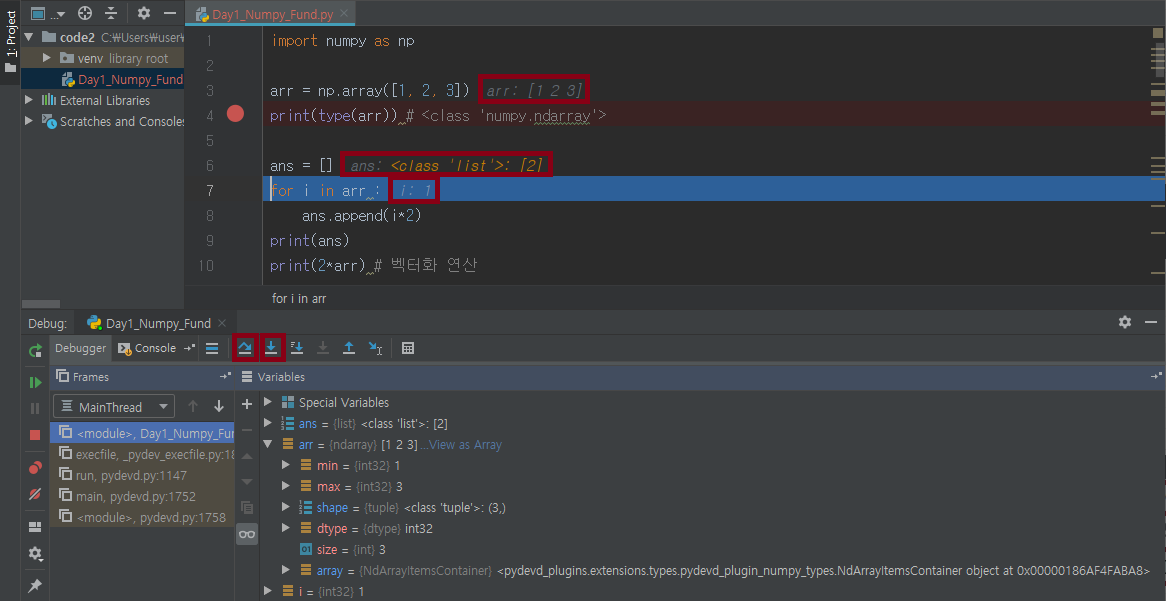 1: Project
Day1_Numpy_Fund.py
code2 C:₩Users₩user₩
venv library root
Day1_Numpy_Fund
External Libraries
Scratches and Consoles
1 import numpy as np
2
3 arr = np.array([1, 2, 3]) arr: [1 2 3]
4 print(type(arr)) # <class 'numpy.ndarray'>
5
6 ans = [] ans: <class 'list'>: [2]
7 for i in arr : i: 1
8 ans.append(i*2)
9 print(ans)
10 print(2*arr) # 벡터화 연산
for i in arr
Debug: Day1_Numpy_Fund
Debugger Console
Frames
MainThread
<module>, Day1_Numpy_Fun
execfile, _pydev_execfile.py:18
run, pydevd.py:1147
main, pydevd.py:1752
<module>, pydevd.py:1758
Variables
Special Variables
ans = {list} <class 'list'>: [2]
arr = {ndarray} [1 2 3] ...View as Array
min = {int32} 1
max = {int32} 3
shape = {tuple} <class 'tuple'>: (3,)
dtype = {dtype} int32
01 size = {int} 3
array = {NdArrayItemsContainer} <pydevd_plugins.extensions.types.pydevd_plugin_numpy_types.NdArrayItemsContainer object at 0x00000186AF4FABA8>
i = {int32} 1